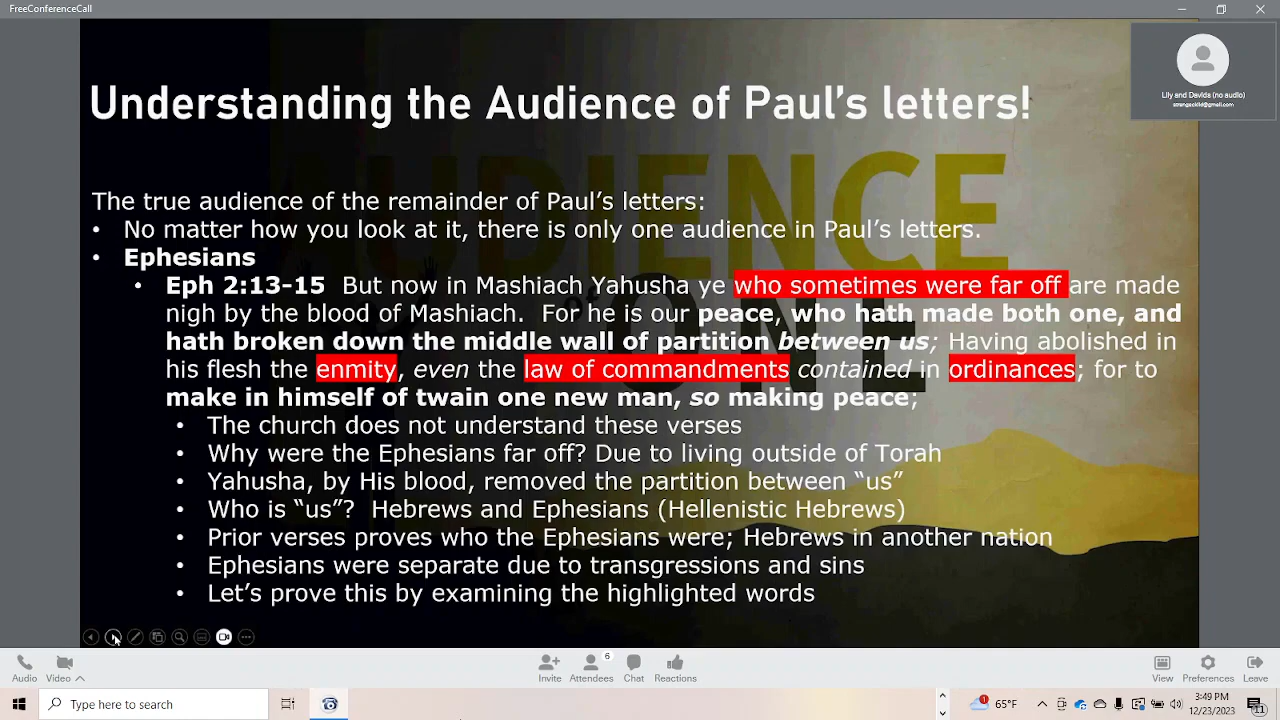 FreeConferenceCall
Understanding the Audience of Paul's letters!
AUDIENCE
OF
ONE
Lily and Davids (no audio)
The true audience of the remainder of Paul's letters:
• No matter how you look at it, there is only one audience in Paul's letters.
• Ephesians
• Eph 2:13-15 But now in Mashiach Yahusha ye who sometimes were far off are made
nigh by the blood of Mashiach. For he is our peace, who hath made both one, and
hath broken down the middle wall of partition between us; Having abolished in
his flesh the enmity, even the law of commandments contained in ordinances; for to
make in himself of twain one new man, so making peace;
• The church does not understand these verses
• Why were the Ephesians far off? Due to living outside of Torah
• Yahusha, by His blood, removed the partition between “us”
• Who is “us”? Hebrews and Ephesians (Hellenistic Hebrews)
• Prior verses proves who the Ephesians were; Hebrews in another nation
• Ephesians were separate due to transgressions and sins
• Let's prove this by examining the highlighted words
Audio
Video
Invite
6
Attendees
Chat
Reactions
View
Preferences
Leave
Type here to search
1
65°F
3:49 PM
12/23/2023
11